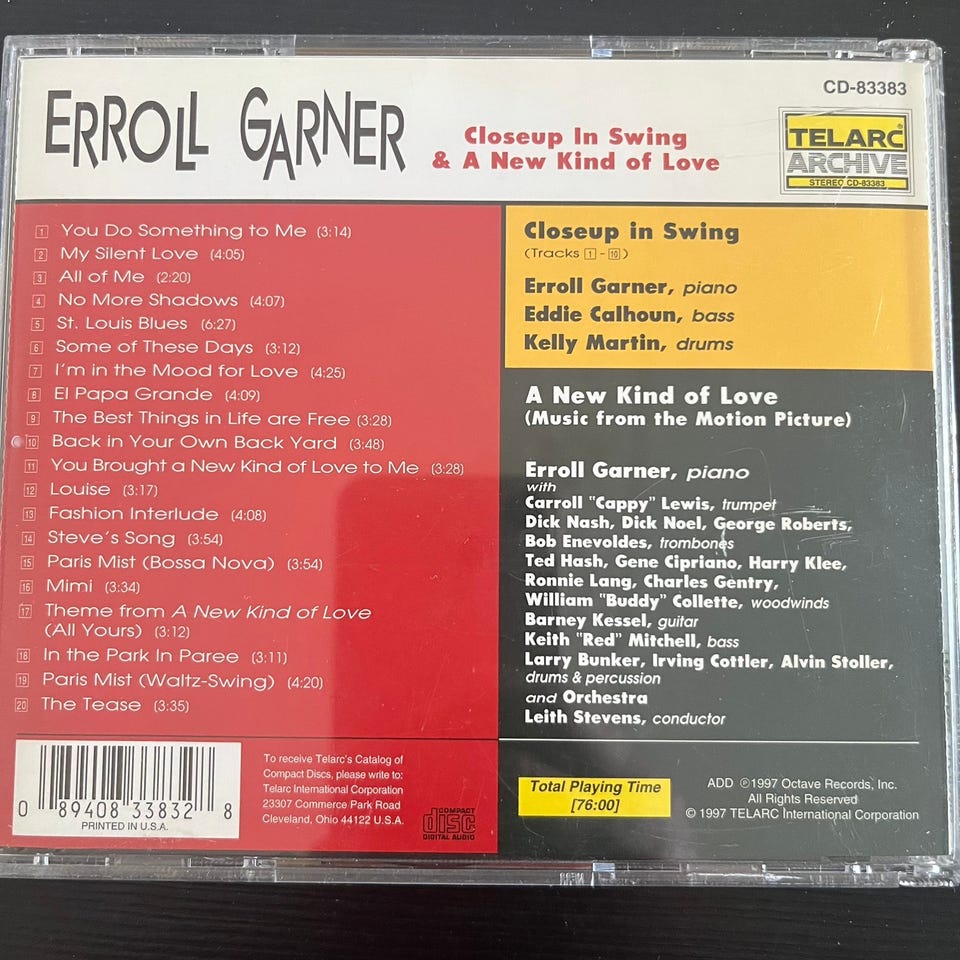 ERROLL GARNER
Closeup In Swing
& A New Kind of Love
CD-83383
TELARC®
ARCHIVE
STEREO CD-83383
1 You Do Something to Me (3:14)
2 My Silent Love (4:05)
3 All of Me (2:20)
4 No More Shadows (4:07)
5 St. Louis Blues (6:27)
6 Some of These Days (3:12)
7 I'm in the Mood for Love (4:25)
8 El Papa Grande (4:09)
9 The Best Things in Life are Free (3:28)
10 Back in Your Own Back Yard (3:48)
11 You Brought a New Kind of Love to Me (3:28)
12 Louise (3:17)
13 Fashion Interlude (4:08)
14 Steve's Song (3:54)
15 Paris Mist (Bossa Nova) (3:54)
16 Mimi (3:34)
17 Theme from A New Kind of Love
(All Yours) (3:12)
18 In the Park In Paree (3:11)
19 Paris Mist (Waltz-Swing) (4:20)
20 The Tease (3:35)
Closeup in Swing
(Tracks 1 - 10)
Erroll Garner, piano
Eddie Calhoun, bass
Kelly Martin, drums
A New Kind of Love
(Music from the Motion Picture)
Erroll Garner, piano
with
Carroll "Cappy" Lewis, trumpet
Dick Nash, Dick Noel, George Roberts,
Bob Enevoldes, trombones
Ted Hash, Gene Cipriano, Harry Klee,
Ronnie Lang, Charles Gentry,
William "Buddy" Collette, woodwinds
Barney Kessel, guitar
Keith "Red" Mitchell, bass
Larry Bunker, Irving Cottler, Alvin Stoller,
drums & percussion
and Orchestra
Leith Stevens, conductor
0 89408 33832 8
PRINTED IN U.S.A.
To receive Telarc's Catalog of
Compact Discs, please write to:
Telarc International Corporation
23307 Commerce Park Road
Cleveland, Ohio 44122 U.S.A.
COMPACT
disc
DIGITAL AUDIO
Total Playing Time
[76:00]
ADD ℗1997 Octave Records, Inc.
All Rights Reserved
© 1997 TELARC International Corporation